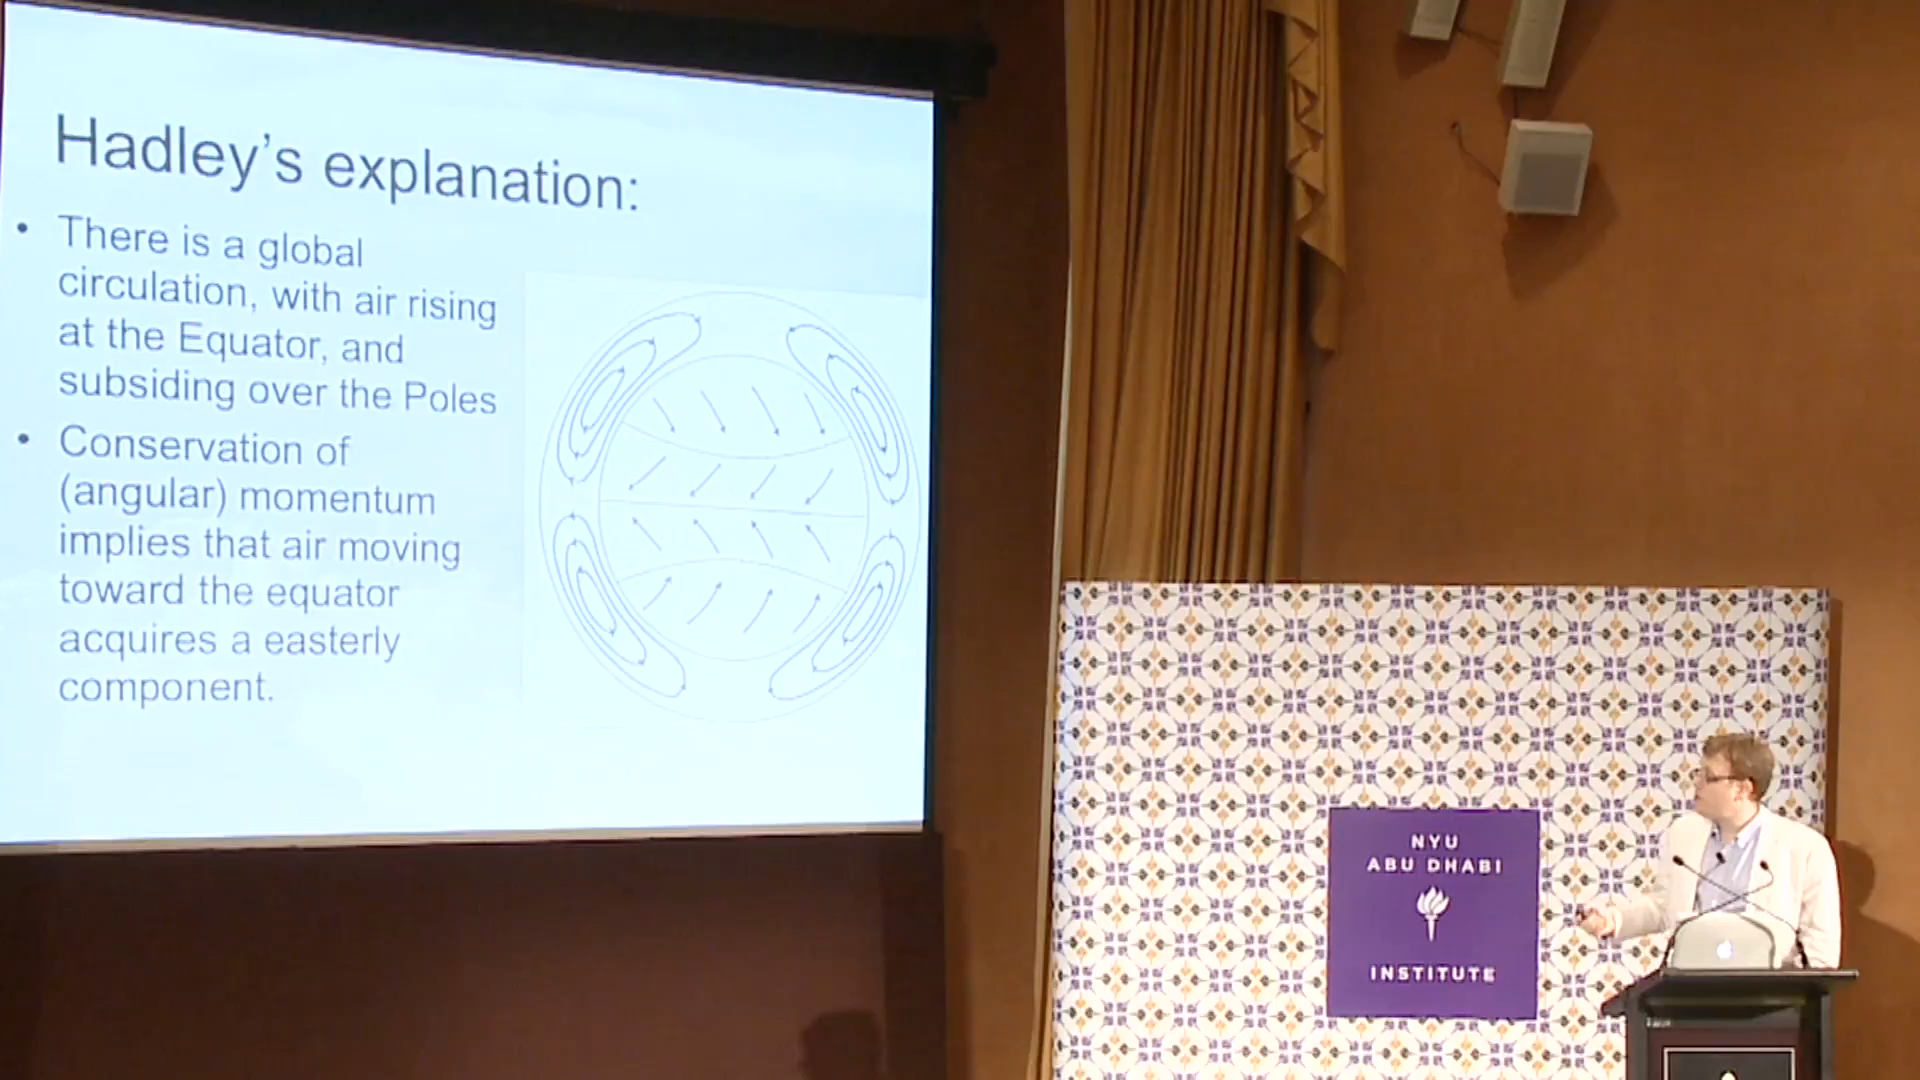 Hadley's explanation:
• There is a global
circulation, with air rising
at the Equator, and
subsiding over the Poles
• Conservation of
(angular) momentum
implies that air moving
toward the equator
acquires a easterly
component.
NYU
ABU DHABI
INSTITUTE